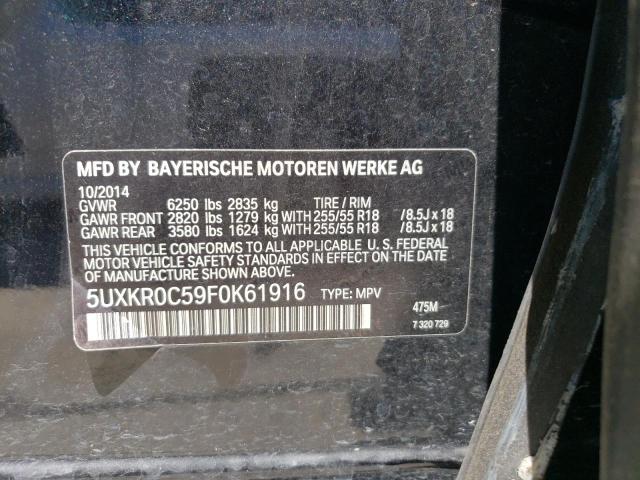 MFD BY BAYERISCHE MOTOREN WERKE AG
10/2014
GVWR 6250 lbs 2835 kg TIRE / RIM
GAWR FRONT 2820 lbs 1279 kg WITH 255/55 R18 /8.5J x 18
GAWR REAR 3580 lbs 1624 kg WITH 255/55 R18 /8.5J x 18
THIS VEHICLE CONFORMS TO ALL APPLICABLE U. S. FEDERAL
MOTOR VEHICLE SAFETY STANDARDS IN EFFECT ON THE DATE
OF MANUFACTURE SHOWN ABOVE.
5UXKR0C59F0K61916 TYPE: MPV
475M
7 320 729